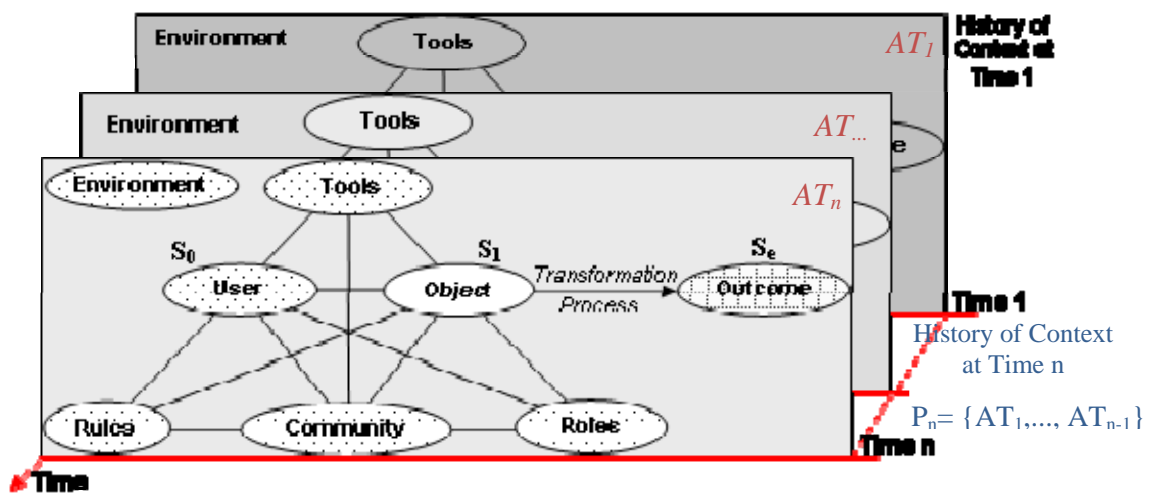 Environment
Tools
AT1
History of
Context at
Time 1
Environment
Tools
AT...
e
Environment
Tools
ATn
S0
S1
Se
User
Object
Transformation
Process
Outcome
Time 1
History of Context
at Time n
Rules
Community
Roles
Pn= {AT1,..., ATn-1}
Time n
Time